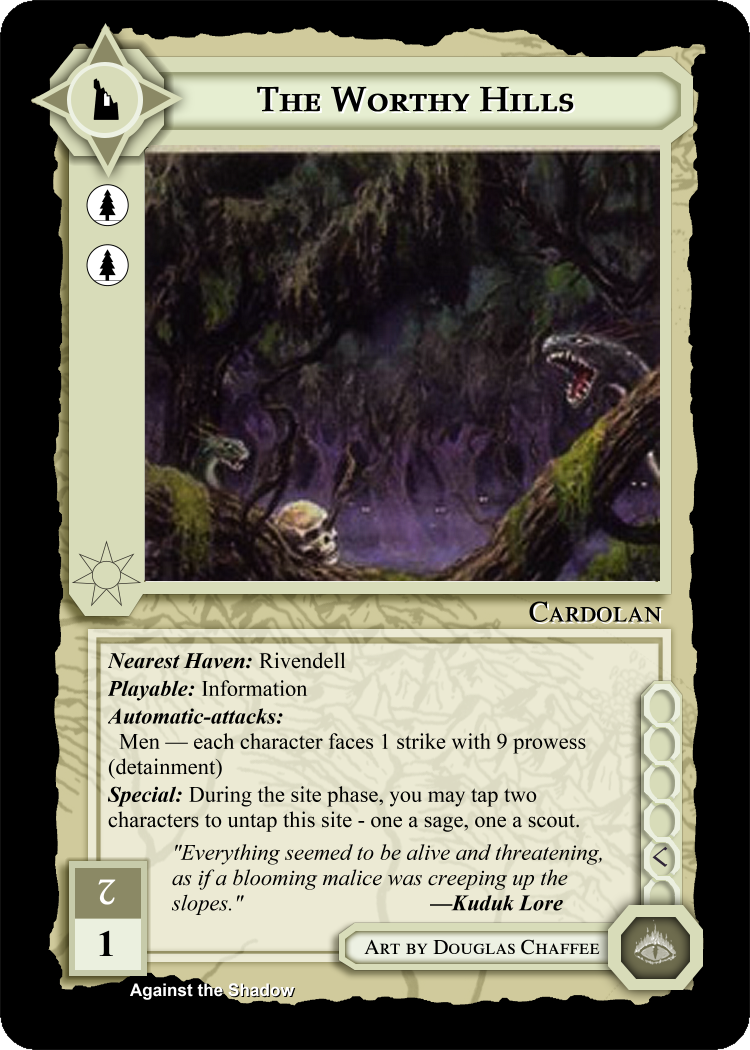 The Worthy Hills
Cardolan
Nearest Haven: Rivendell
Playable: Information
Automatic-attacks:
Men — each character faces 1 strike with 9 prowess
(detainment)
Special: During the site phase, you may tap two
characters to untap this site - one a sage, one a scout.
"Everything seemed to be alive and threatening,
as if a blooming malice was creeping up the
slopes." —Kuduk Lore
1
Art by Douglas Chaffee
Against the Shadow